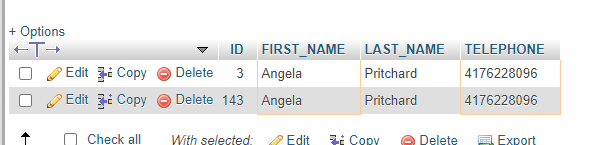 + Options
ID FIRST_NAME LAST_NAME TELEPHONE
Edit Copy Delete 3 Angela Pritchard 4176228096
Edit Copy Delete 143 Angela Pritchard 4176228096
Check all With selected: Edit Copy Delete Export